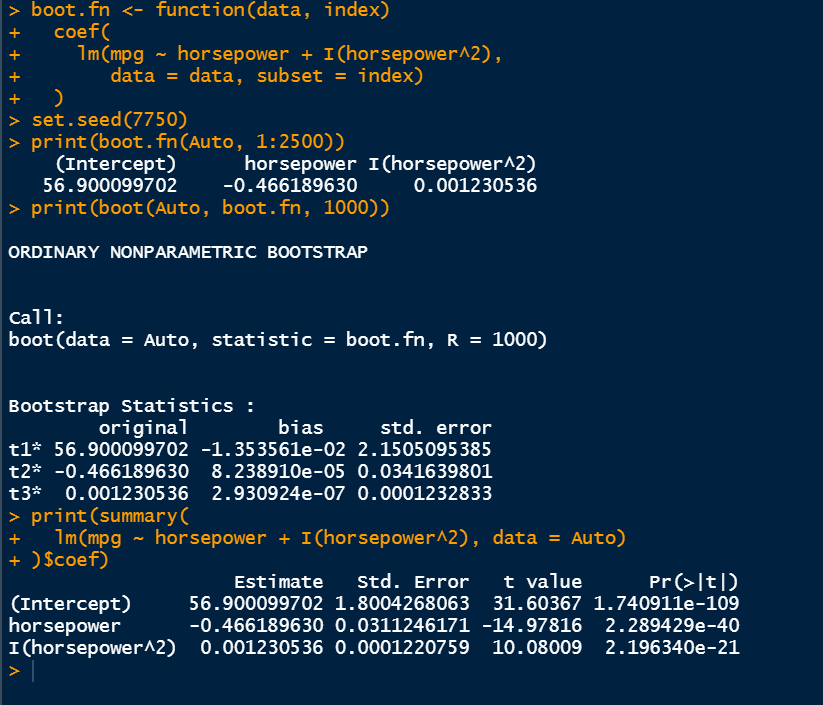 > boot.fn <- function(data, index)
+   coef(
+     lm(mpg ~ horsepower + I(horsepower^2),
+        data = data, subset = index)
+   )
> set.seed(7750)
> print(boot.fn(Auto, 1:2500))
    (Intercept)      horsepower I(horsepower^2)
   56.900099702    -0.466189630     0.001230536
> print(boot(Auto, boot.fn, 1000))

ORDINARY NONPARAMETRIC BOOTSTRAP


Call:
boot(data = Auto, statistic = boot.fn, R = 1000)


Bootstrap Statistics :
        original        bias     std. error
t1* 56.900099702 -1.353561e-02 2.1505095385
t2* -0.466189630  8.238910e-05 0.0341639801
t3*  0.001230536  2.930924e-07 0.0001232833
> print(summary(
+   lm(mpg ~ horsepower + I(horsepower^2), data = Auto)
+ )$coef)
                    Estimate   Std. Error   t value      Pr(>|t|)
(Intercept)     56.900099702 1.8004268063  31.60367 1.740911e-109
horsepower      -0.466189630 0.0311246171 -14.97816  2.289429e-40
I(horsepower^2)  0.001230536 0.0001220759  10.08009  2.196340e-21
>